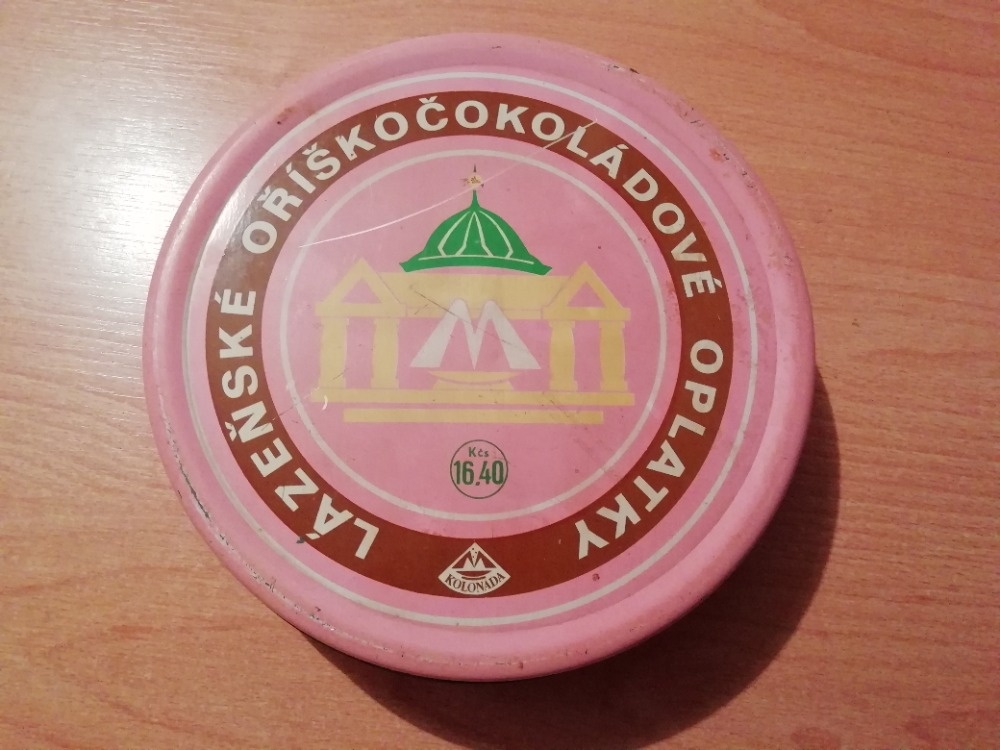 LÁZEŇSKÉ OŘÍŠKOČOKOLÁDOVÉ OPLATKY
M
Kčs
16.40
KOLONADA